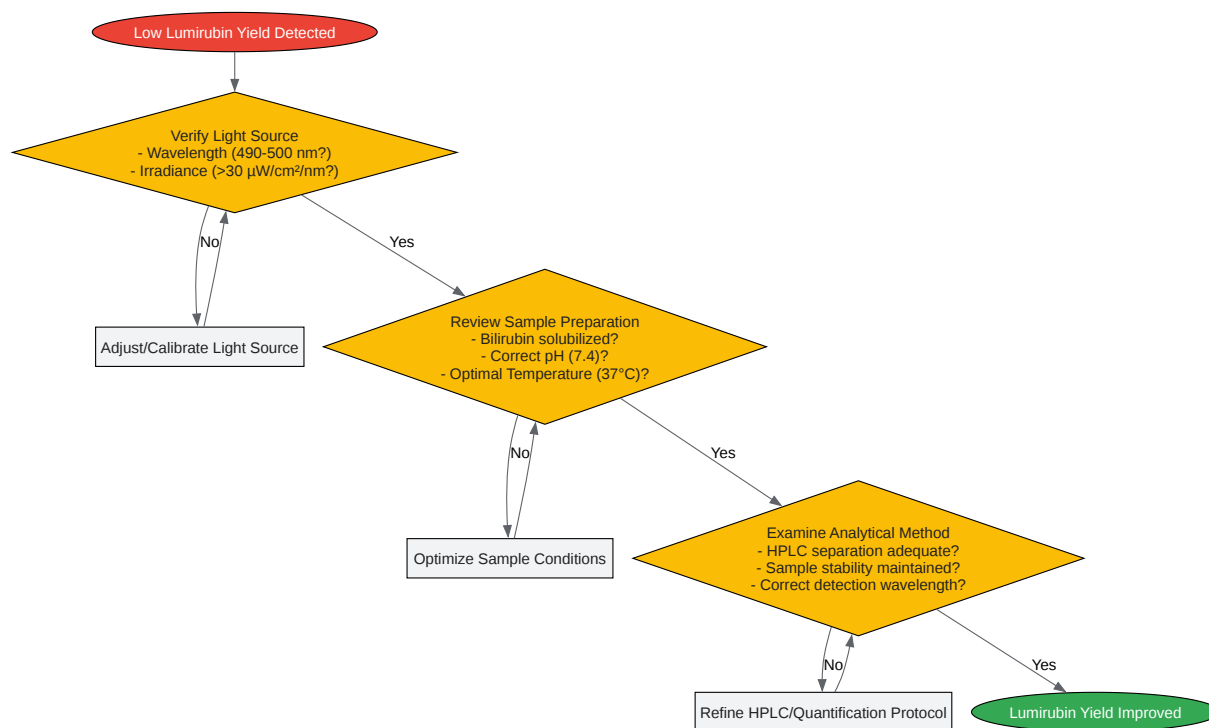 Low Lumirubin Yield Detected
Verify Light Source
- Wavelength (490-500 nm?)
- Irradiance (>30 µW/cm²/nm?)
No
Yes
Adjust/Calibrate Light Source
Review Sample Preparation
- Bilirubin solubilized?
- Correct pH (7.4)?
- Optimal Temperature (37°C)?
No
Yes
Optimize Sample Conditions
Examine Analytical Method
- HPLC separation adequate?
- Sample stability maintained?
- Correct detection wavelength?
No
Yes
Refine HPLC/Quantification Protocol
Lumirubin Yield Improved